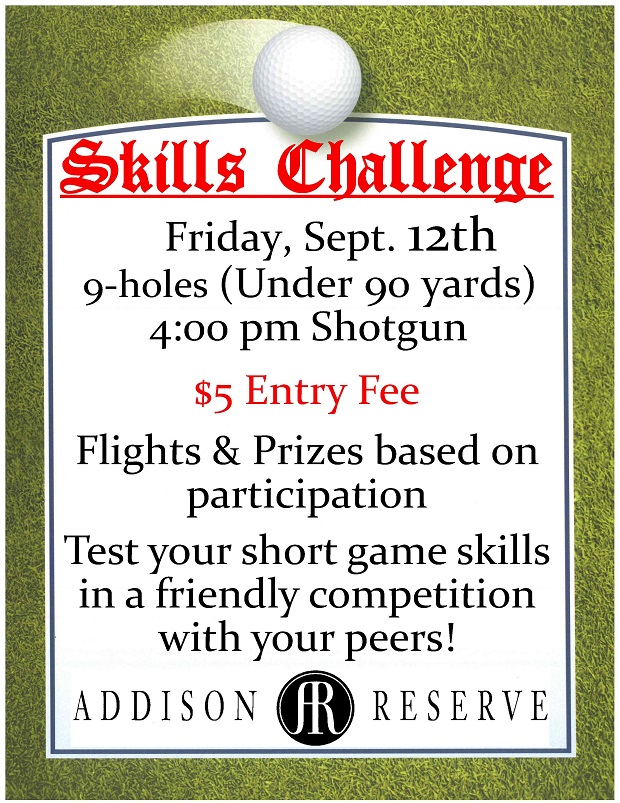 Skills Challenge
Friday, Sept. 12th
9-holes (Under 90 yards)
4:00 pm Shotgun
$5 Entry Fee
Flights & Prizes based on
participation
Test your short game skills
in a friendly competition
with your peers!
ADDISON AR RESERVE